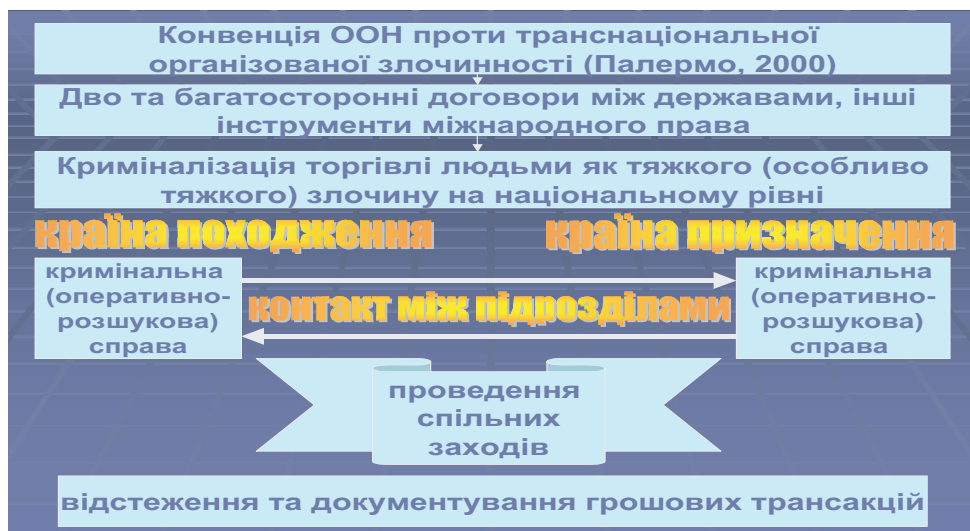 Конвенція ООН проти транснаціональної
організованої злочинності (Палермо, 2000)
Дво та багатосторонні договори між державами, інші
інструменти міжнародного права
Криміналізація торгівлі людьми як тяжкого (особливо
тяжкого) злочину на національному рівні
країна походження
країна призначення
кримінальна
(оперативно-
розшукова)
справа
контакт між підрозділами
кримінальна
(оперативно-
розшукова)
справа
проведення
спільних
заходів
відстеження та документування грошових трансакцій